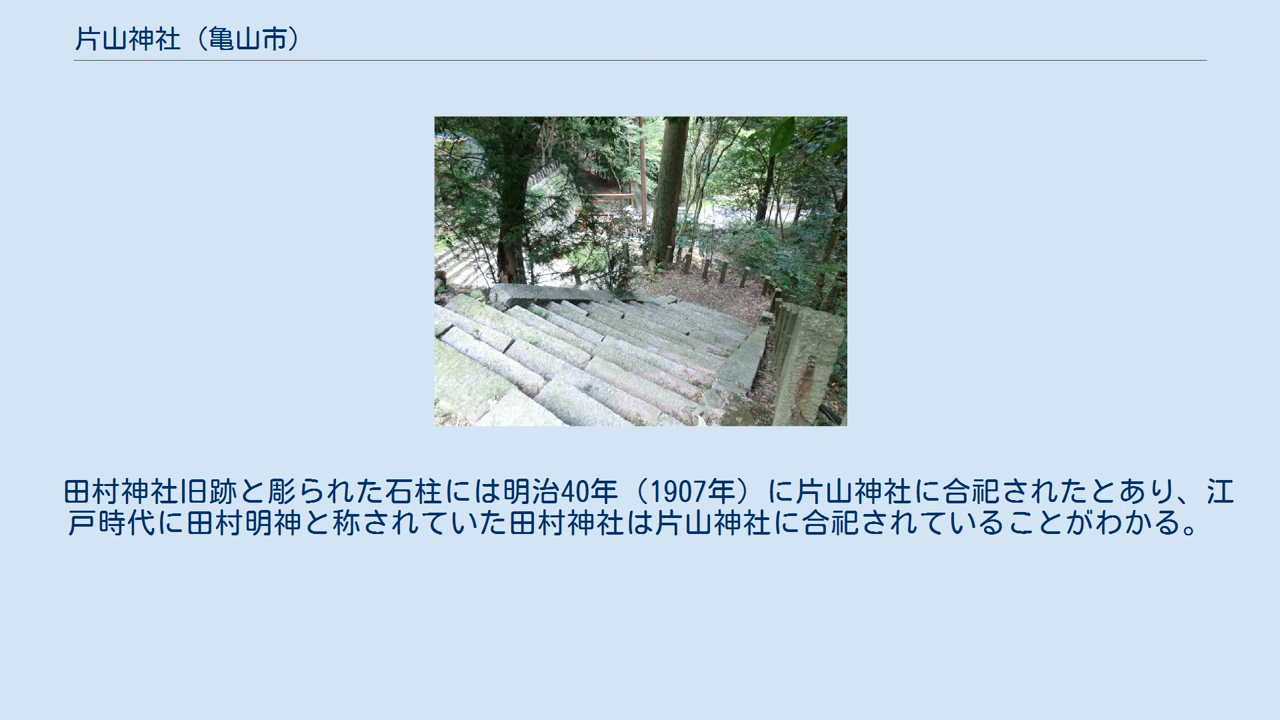 片山神社（亀山市）
田村神社旧跡と彫られた石柱には明治40年（1907年）に片山神社に合祀されたとあり、江
戸時代に田村明神と称されていた田村神社は片山神社に合祀されていることがわかる。